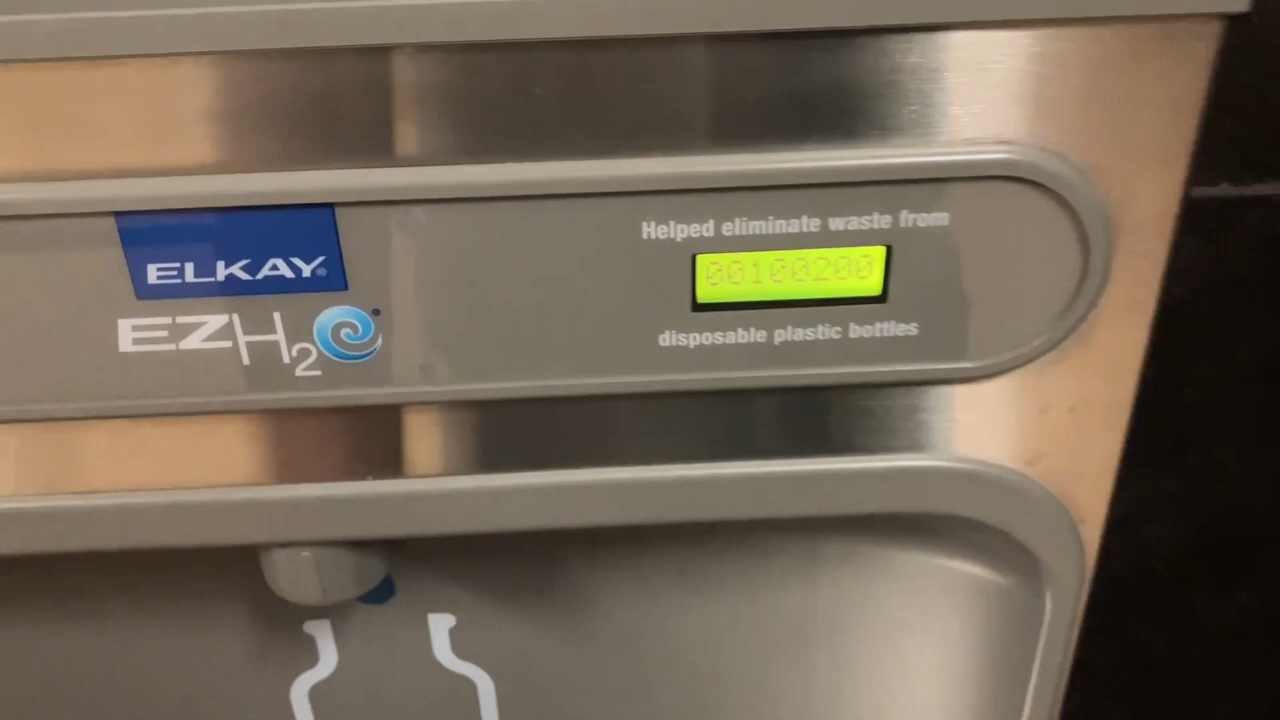 Helped eliminate waste from
ELKAY®
00100200
EZH₂O
disposable plastic bottles